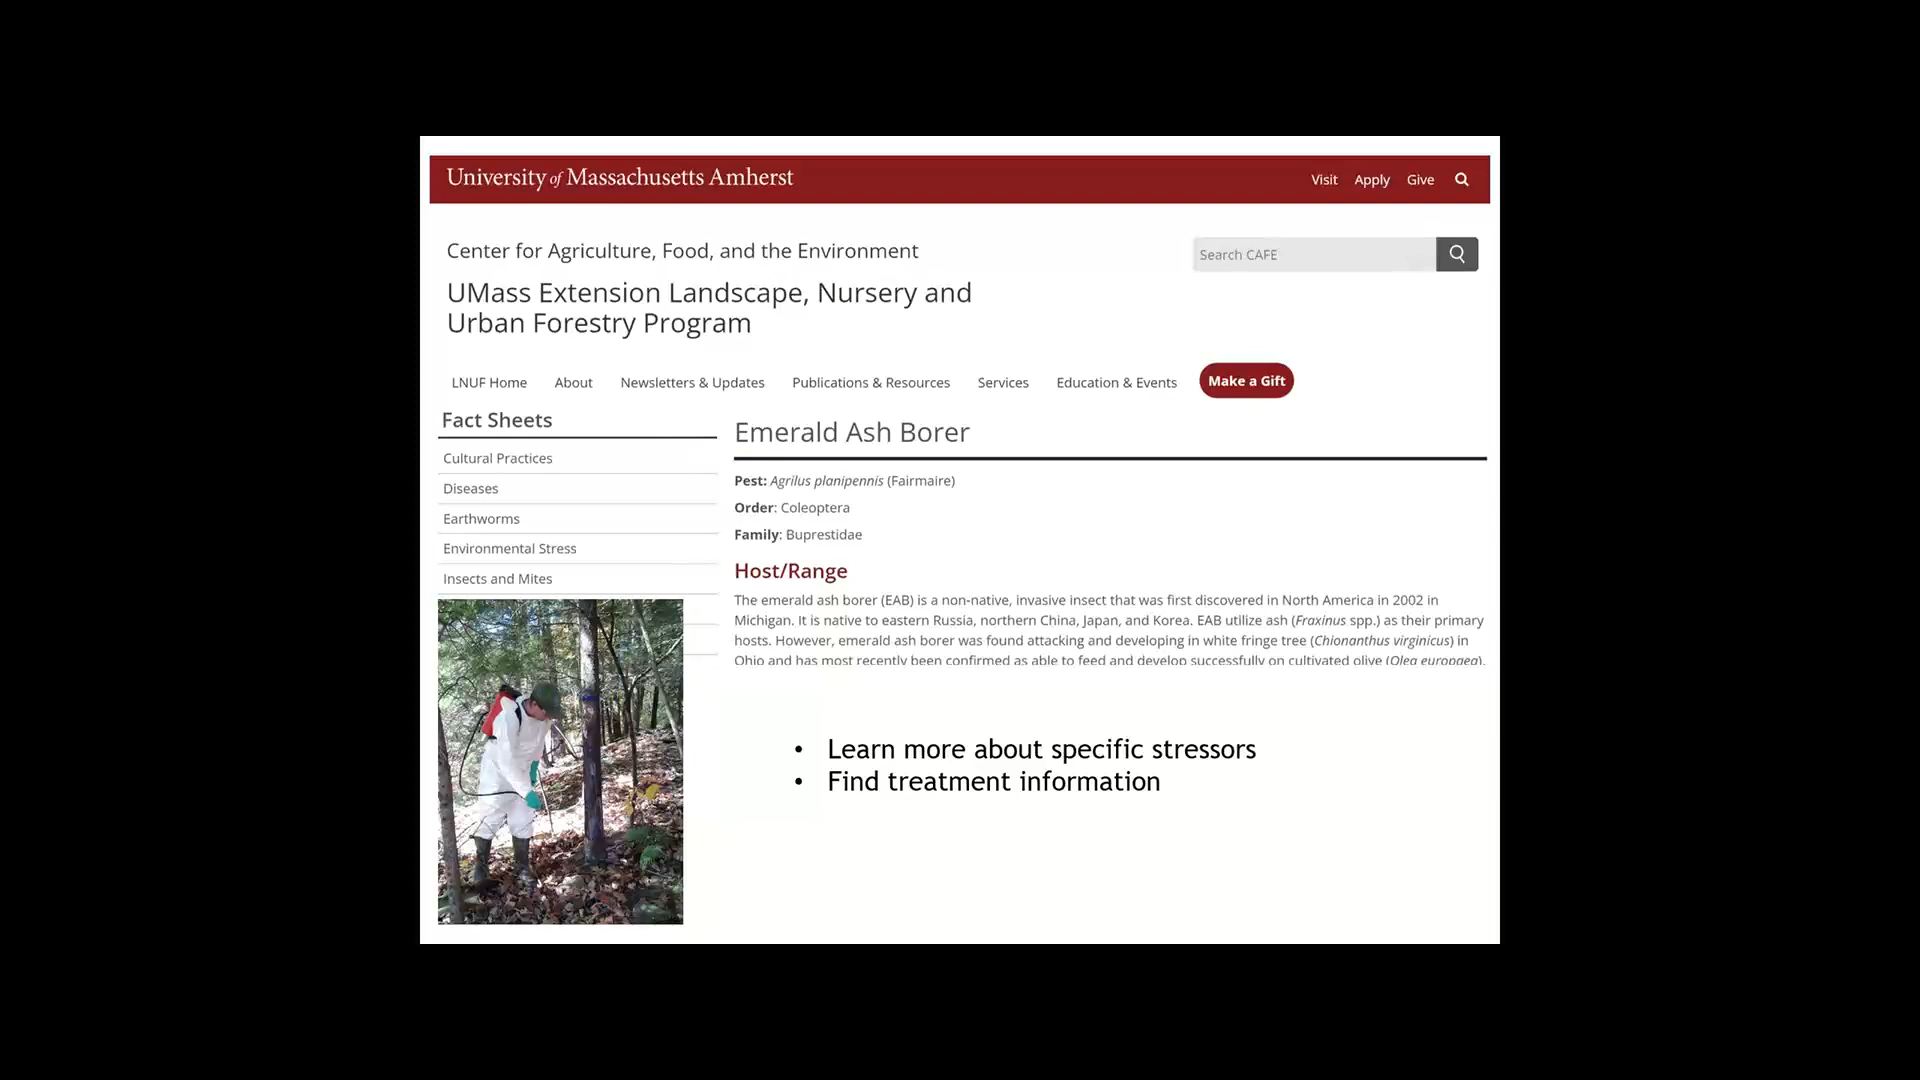 University of Massachusetts Amherst
Visit Apply Give
Center for Agriculture, Food, and the Environment
Search CAFE
UMass Extension Landscape, Nursery and
Urban Forestry Program
LNUF Home About Newsletters & Updates Publications & Resources Services Education & Events Make a Gift
Fact Sheets
Cultural Practices
Diseases
Earthworms
Environmental Stress
Insects and Mites
Emerald Ash Borer
Pest: Agrilus planipennis (Fairmaire)
Order: Coleoptera
Family: Buprestidae
Host/Range
The emerald ash borer (EAB) is a non-native, invasive insect that was first discovered in North America in 2002 in
Michigan. It is native to eastern Russia, northern China, Japan, and Korea. EAB utilize ash (Fraxinus spp.) as their primary
hosts. However, emerald ash borer was found attacking and developing in white fringe tree (Chionanthus virginicus) in
Ohio and has most recently been confirmed as able to feed and develop successfully on cultivated olive (Olea europaea).
• Learn more about specific stressors
• Find treatment information